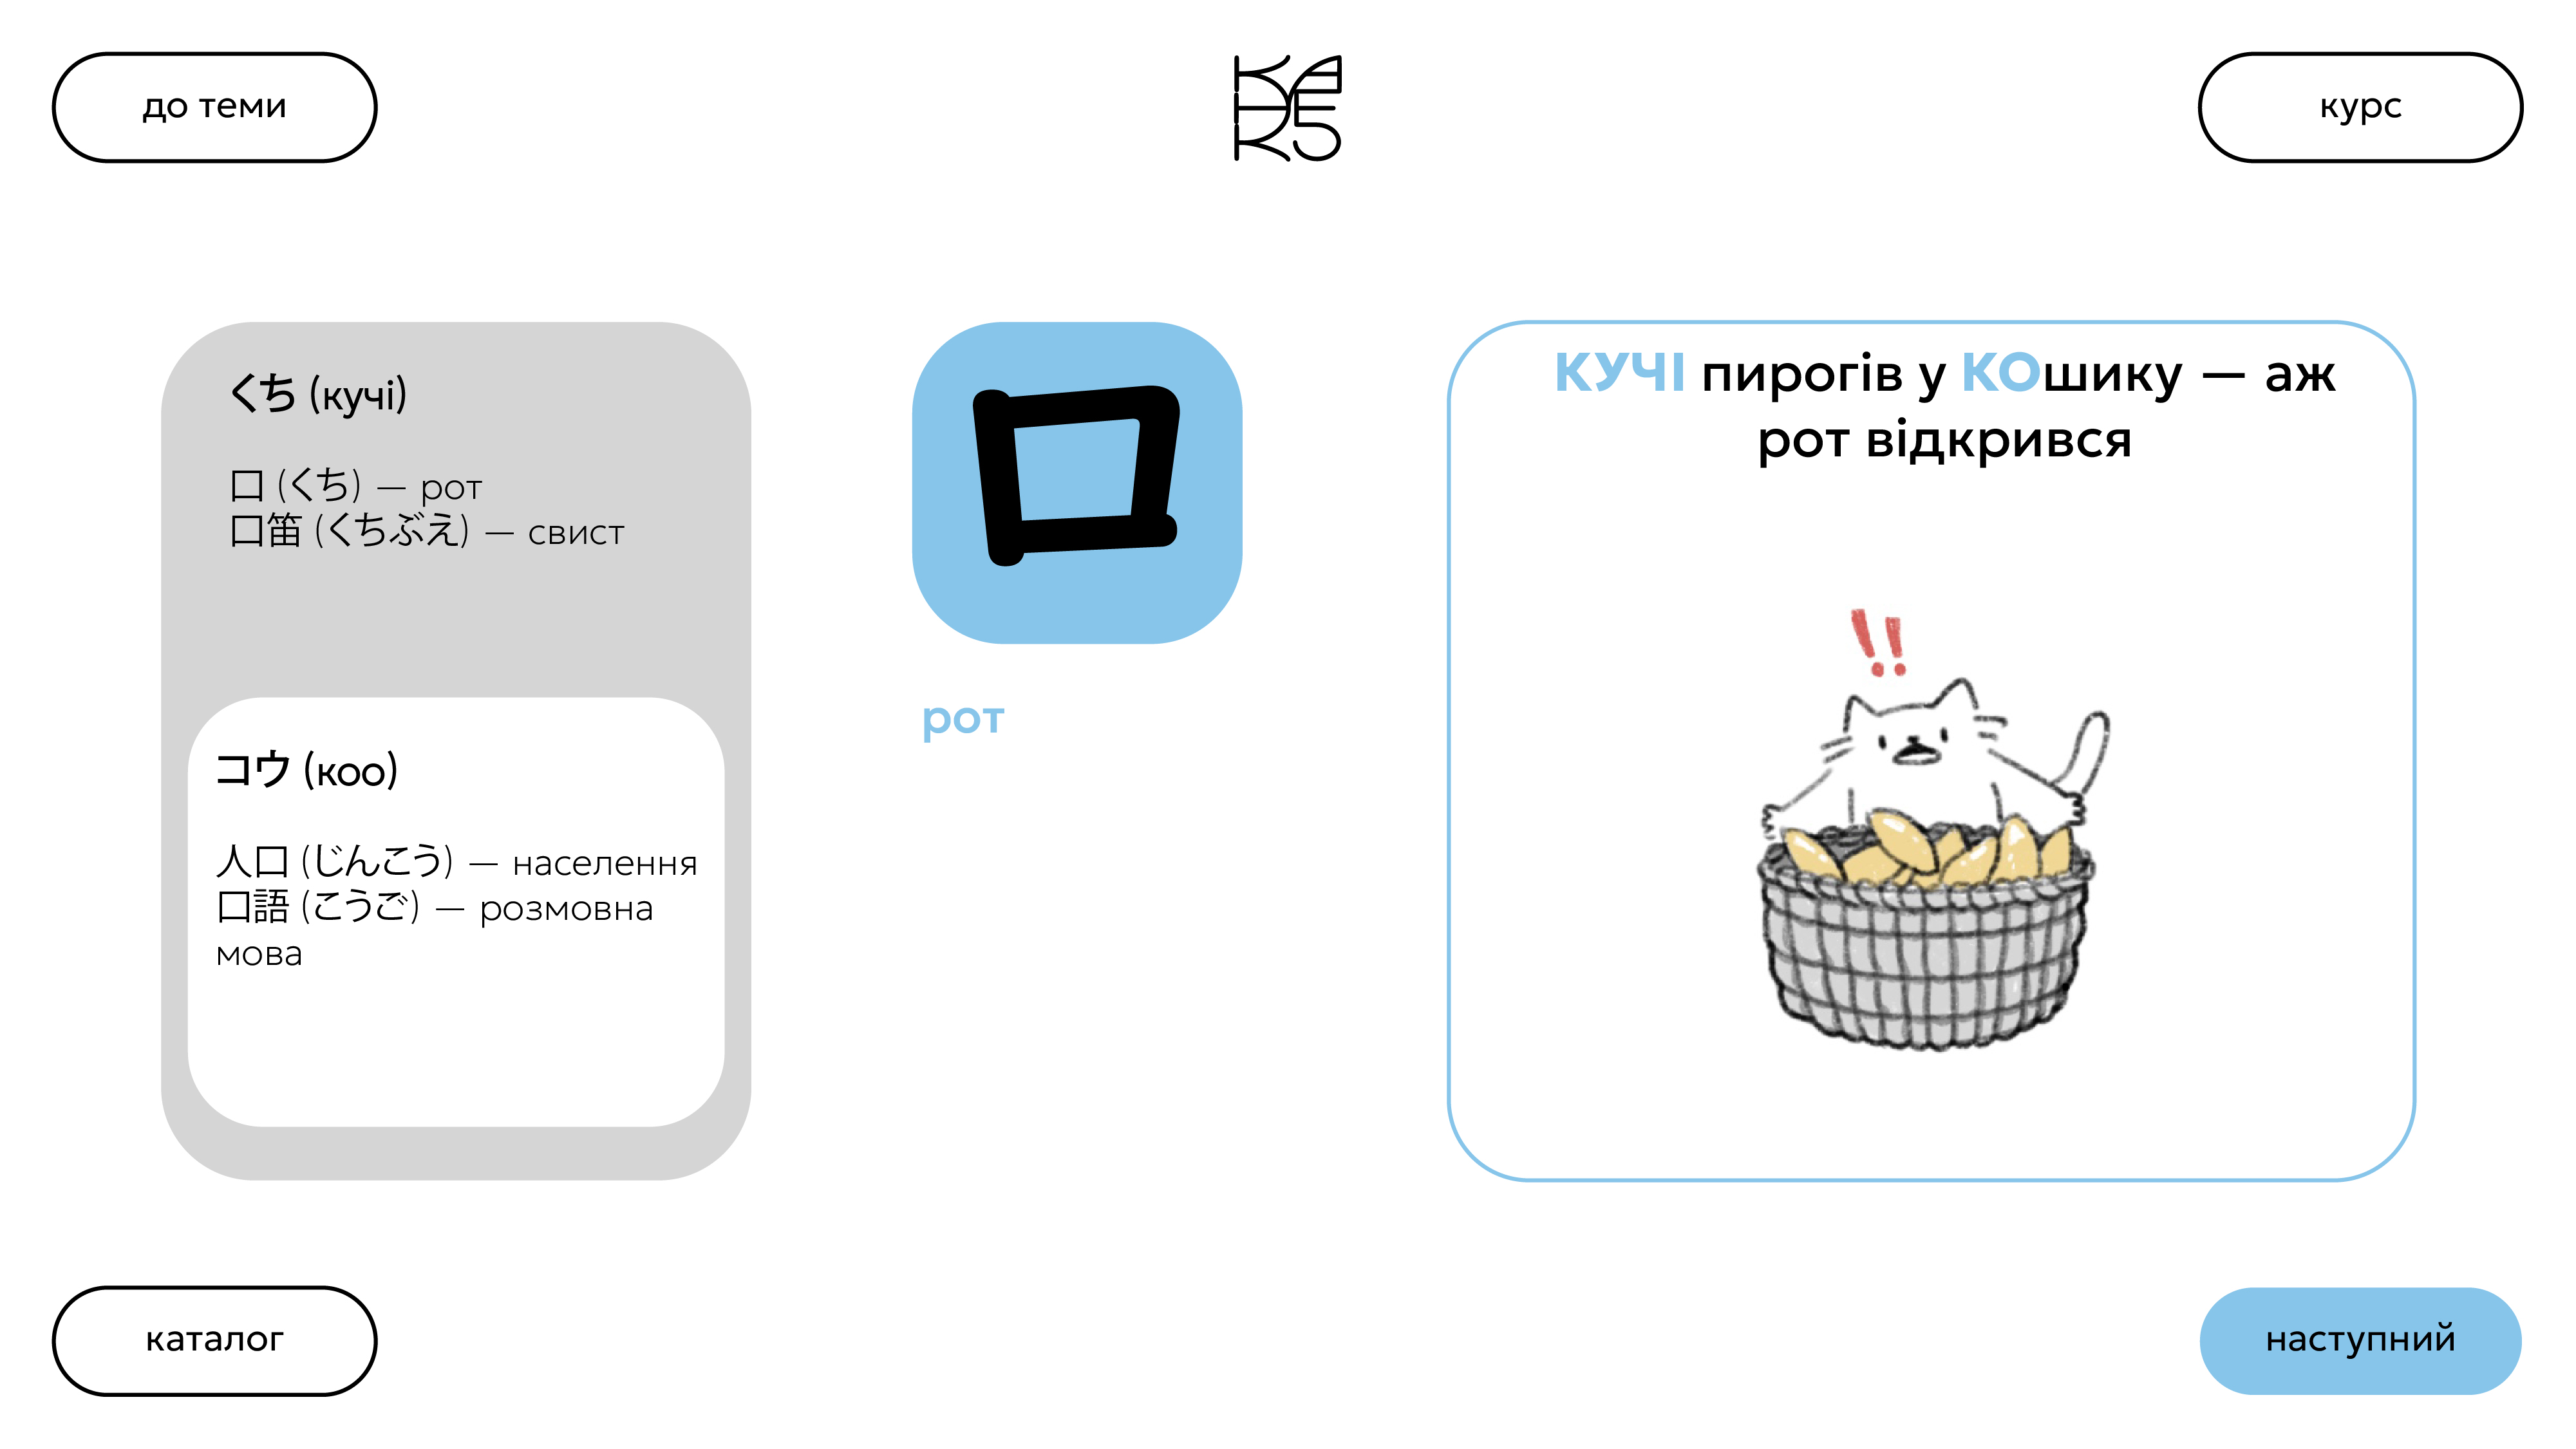 до теми
курс
くち (кучі)
口 (くち) — рот
口笛 (くちぶえ) — свист
コウ (коо)
人口 (じんこう) — населення
口語 (こうご) — розмовна
мова
口
рот
КУЧІ пирогів у КОшику — аж
рот відкрився
!!
каталог
наступний